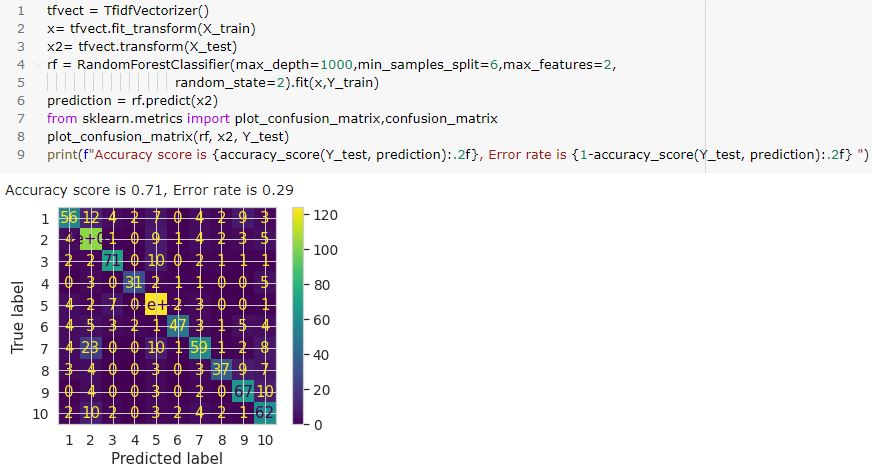 1 tfvect = TfidfVectorizer()
2 x= tfvect.fit_transform(X_train)
3 x2= tfvect.transform(X_test)
4 rf = RandomForestClassifier(max_depth=1000,min_samples_split=6,max_features=2,
5 random_state=2).fit(x,Y_train)
6 prediction = rf.predict(x2)
7 from sklearn.metrics import plot_confusion_matrix,confusion_matrix
8 plot_confusion_matrix(rf, x2, Y_test)
9 print(f"Accuracy score is {accuracy_score(Y_test, prediction):.2f}, Error rate is {1-accuracy_score(Y_test, prediction):.2f} ")
Accuracy score is 0.71, Error rate is 0.29
True label
1 56 12 4 2 7 0 4 2 9 3
2 4 1 0 9 1 4 2 3 5
3 2 2 71 0 10 0 2 1 1 1
4 0 3 0 31 2 1 1 0 0 5
5 4 2 7 0 2 3 0 0 1
6 4 5 3 2 1 47 3 1 5 4
7 4 23 0 0 10 1 59 1 2 8
8 3 4 0 0 3 0 0 37 9 7
9 0 4 0 0 3 0 2 0 67 10
10 2 10 2 0 3 2 4 2 1 62
1 2 3 4 5 6 7 8 9 10
Predicted label
120
100
80
60
40
20
0